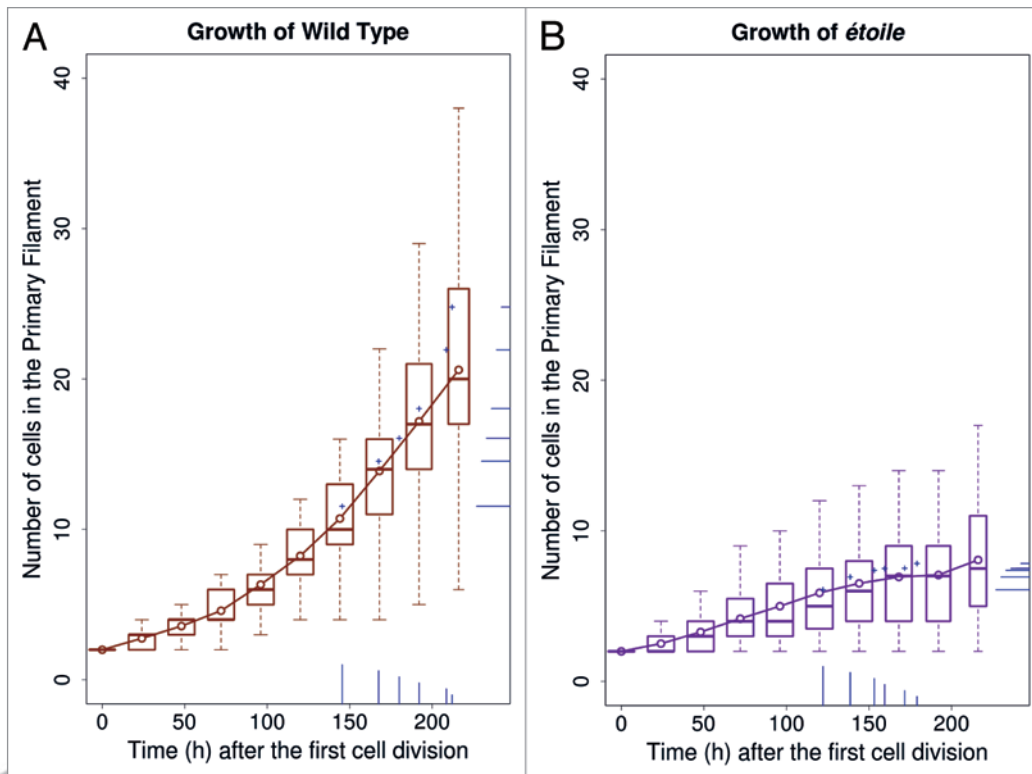 A
Growth of Wild Type
Number of cells in the Primary Filament
40
30
20
10
0
0 50 100 150 200
Time (h) after the first cell division
B
Growth of étoile
Number of cells in the Primary Filament
40
30
20
10
0
0 50 100 150 200
Time (h) after the first cell division